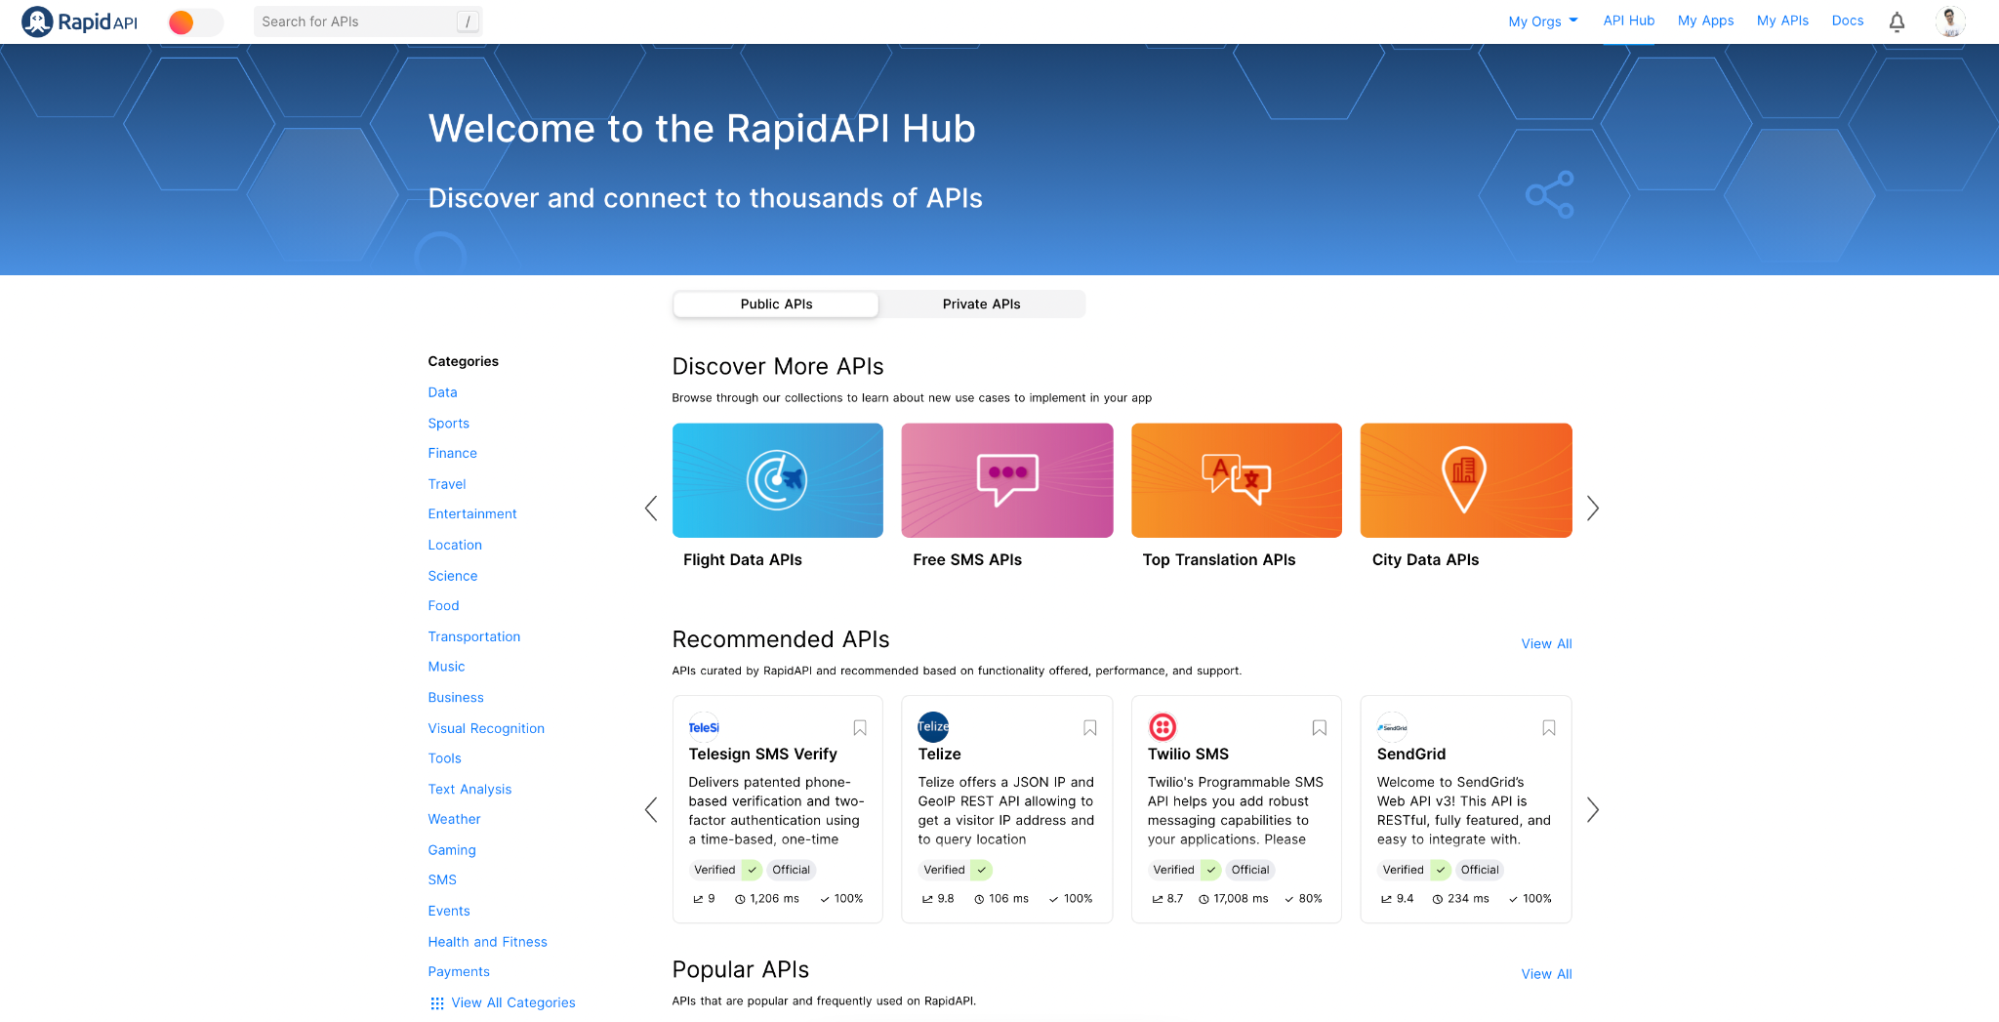 RapidAPI
Search for APIs
/
My Orgs
API Hub
My Apps
My APIs
Docs
Welcome to the RapidAPI Hub
Discover and connect to thousands of APIs
Public APIs
Private APIs
Categories
Data
Sports
Finance
Travel
Entertainment
Location
Science
Food
Transportation
Music
Business
Visual Recognition
Tools
Text Analysis
Weather
Gaming
SMS
Events
Health and Fitness
Payments
View All Categories
Discover More APIs
Browse through our collections to learn about new use cases to implement in your app
A
Flight Data APIs
Free SMS APIs
Top Translation APIs
City Data APIs
Recommended APIs
View All
APIs curated by RapidAPI and recommended based on functionality offered, performance, and support.
TeleSi
Telesign SMS Verify
Delivers patented phone-
based verification and two-
factor authentication using
a time-based, one-time
Verified
Official
9
1,206 ms
100%
Telize
Telize
Telize offers a JSON IP and
GeoIP REST API allowing to
get a visitor IP address and
to query location
Verified
9.8
106 ms
100%
Twilio SMS
Twilio's Programmable SMS
API helps you add robust
messaging capabilities to
your applications. Please
Verified
Official
8.7
17,008 ms
80%
SendGrid
SendGrid
Welcome to SendGrid’s
Web API v3! This API is
RESTful, fully featured, and
easy to integrate with.
Verified
Official
9.4
234 ms
100%
Popular APIs
View All
APIs that are popular and frequently used on RapidAPI.